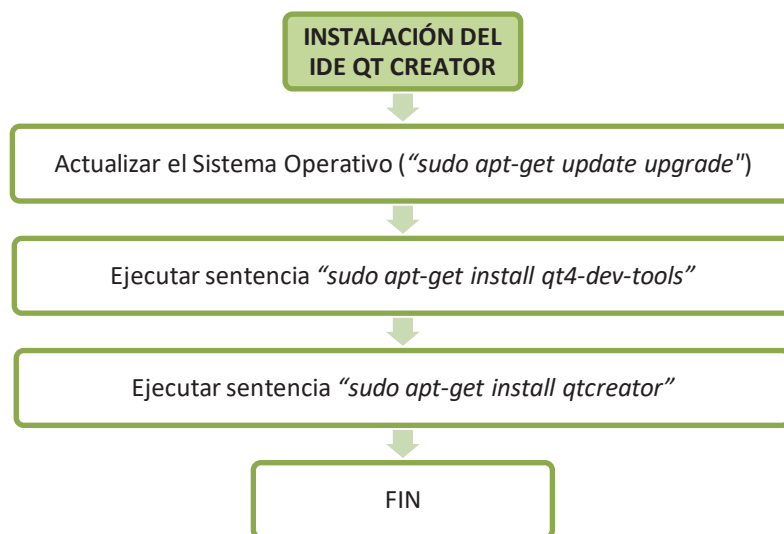 INSTALACIÓN DEL
IDE QT CREATOR
Actualizar el Sistema Operativo (“sudo apt-get update upgrade")
Ejecutar sentencia “sudo apt-get install qt4-dev-tools”
Ejecutar sentencia “sudo apt-get install qtcreator”
FIN